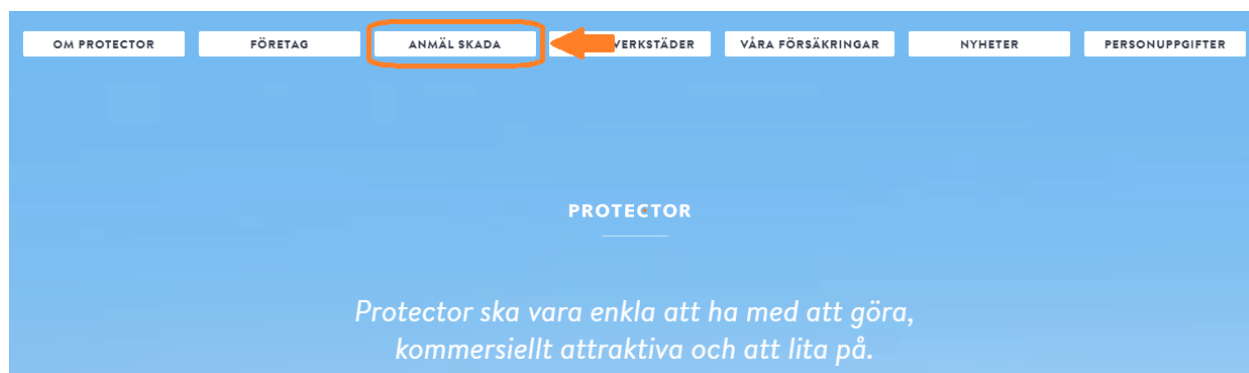 OM PROTECTOR
FÖRETAG
ANMÄL SKADA
VERKSTÄDER
VÅRA FÖRSÄKRINGAR
NYHETER
PERSONUPPGIFTER
PROTECTOR
Protector ska vara enkla att ha med att göra,
kommersiellt attraktiva och att lita på.